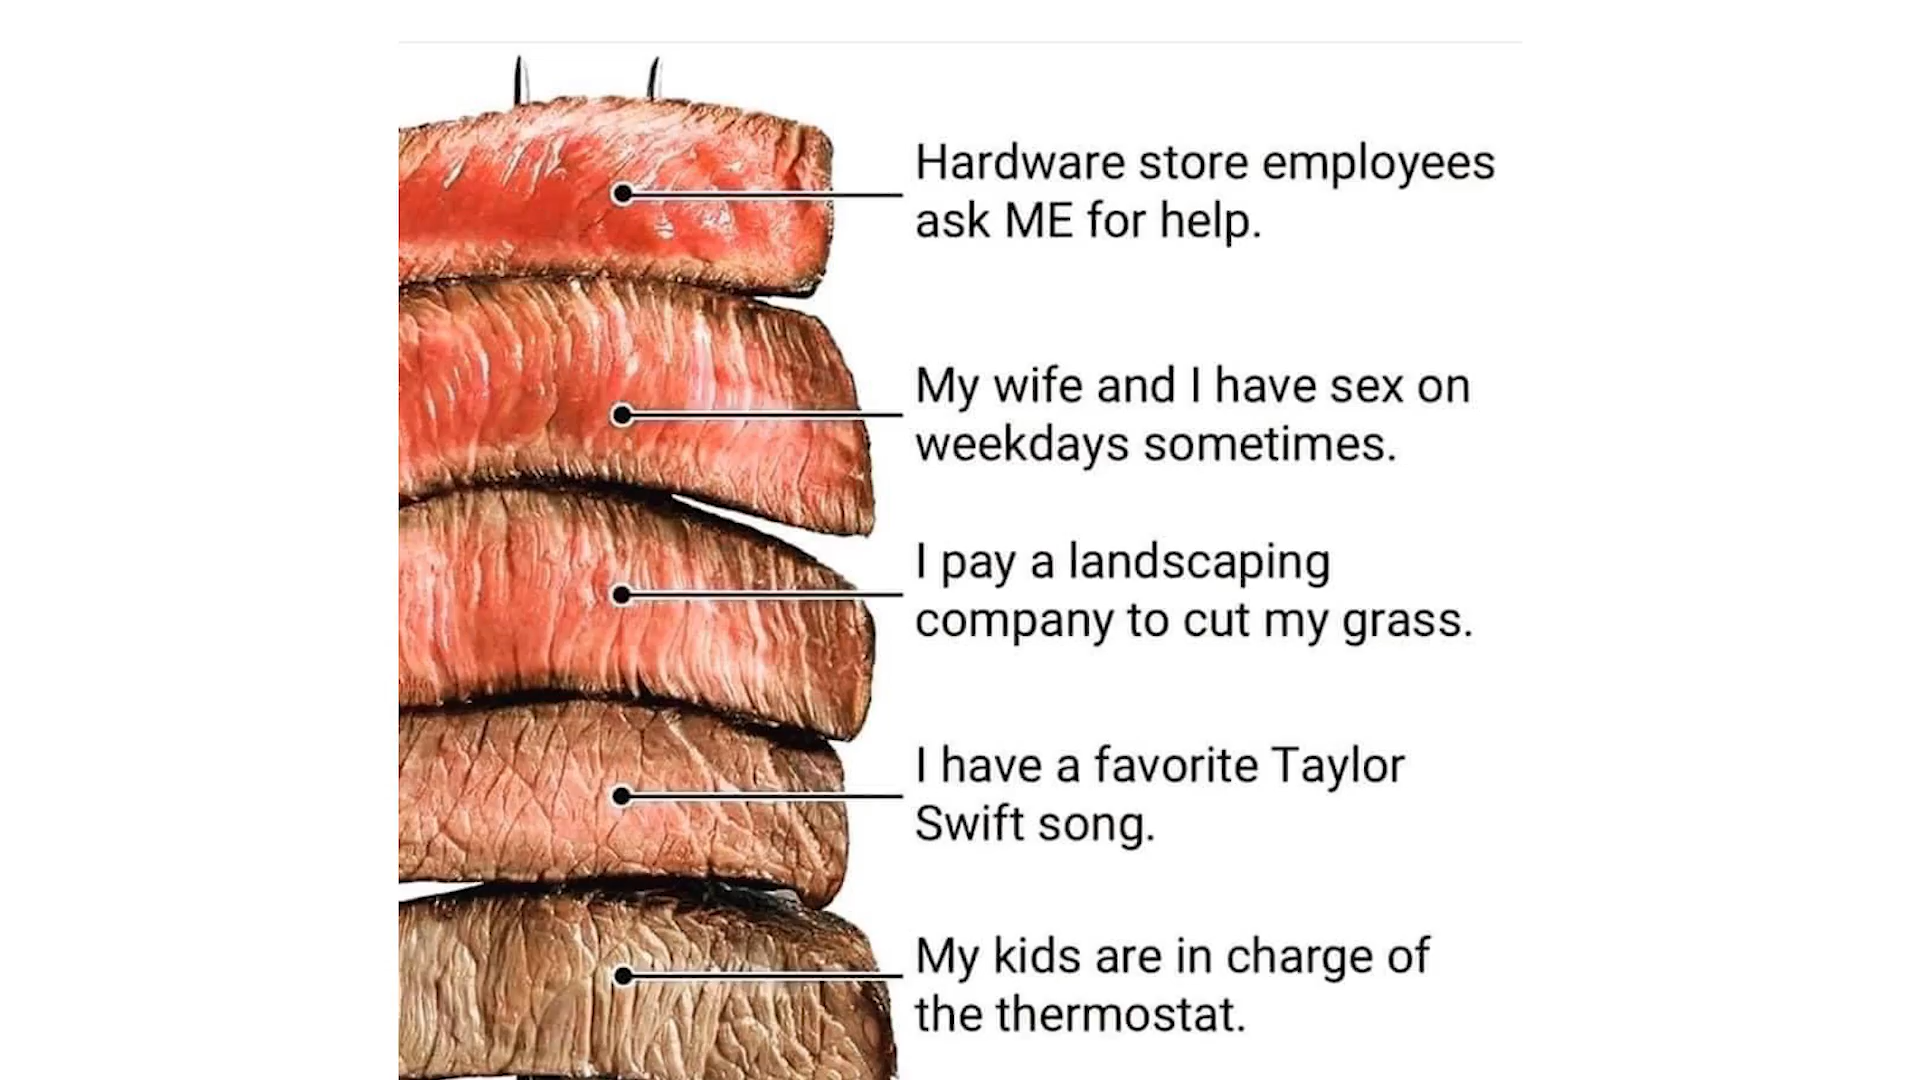 Hardware store employees
ask ME for help.
My wife and I have sex on
weekdays sometimes.
I pay a landscaping
company to cut my grass.
I have a favorite Taylor
Swift song.
My kids are in charge of
the thermostat.